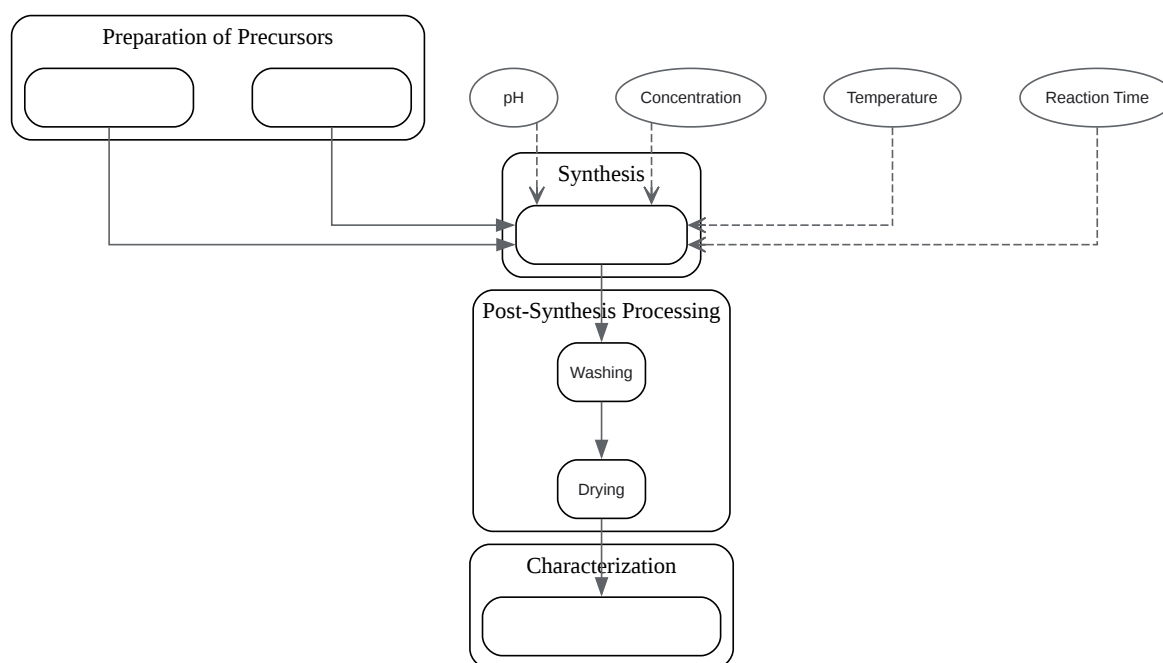 Preparation of Precursors
pH
Concentration
Temperature
Reaction Time
Synthesis
Post-Synthesis Processing
Washing
Drying
Characterization